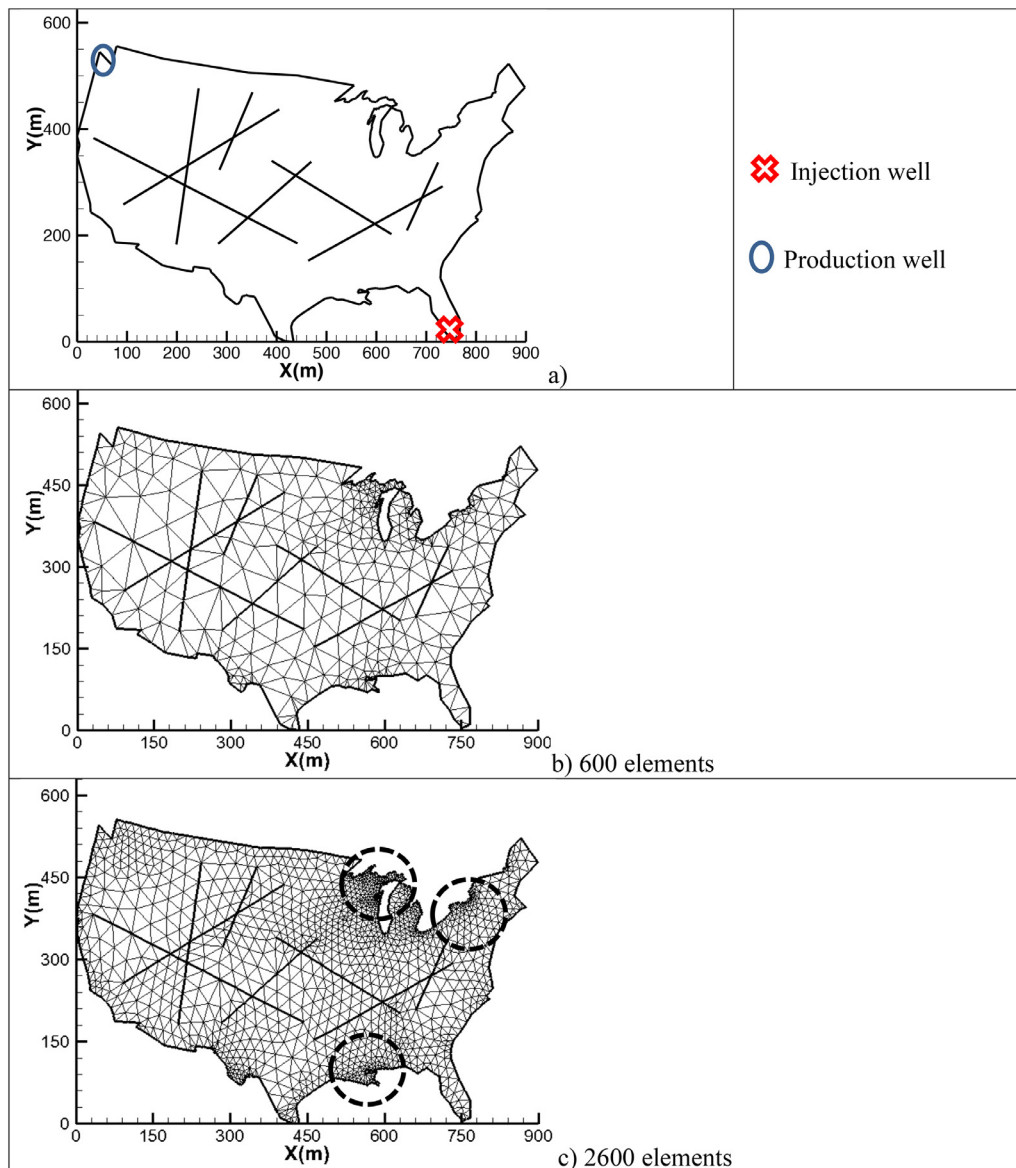 600
400
200
0
Y(m)
0 100 200 300 400 500 600 700 800 900
X(m)
a)
Injection well
Production well
600
450
300
150
0
Y(m)
0 150 300 450 600 750 900
X(m)
b) 600 elements
600
450
300
150
0
Y(m)
0 150 300 450 600 750 900
X(m)
c) 2600 elements